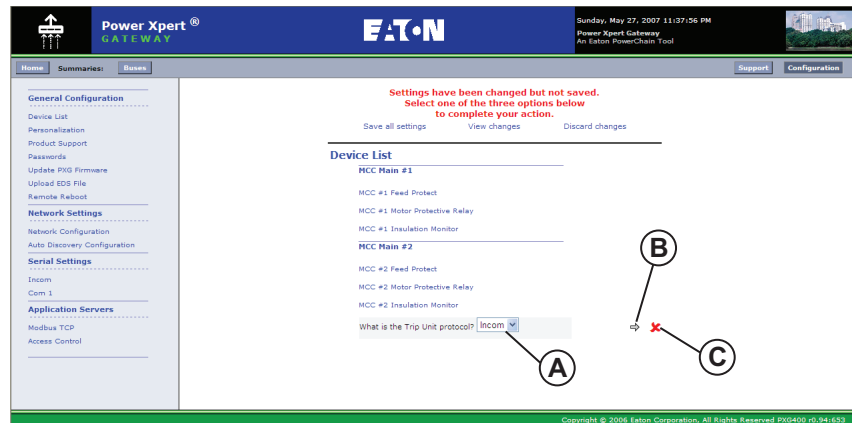 Power Xpert ®
GATEWAY
EATON
Sunday, May 27, 2007 11:37:56 PM
Power Xpert Gateway
An Eaton PowerChain Tool
Home Summaries: Buses Support Configuration
General Configuration
Device List
Personalization
Product Support
Passwords
Update PXG Firmware
Upload EDS File
Remote Reboot
Network Settings
Network Configuration
Auto Discovery Configuration
Serial Settings
Incom
Com 1
Application Servers
Modbus TCP
Access Control
Settings have been changed but not saved.
Select one of the three options below
to complete your action.
Save all settings View changes Discard changes
Device List
MCC Main #1
MCC #1 Feed Protect
MCC #1 Motor Protective Relay
MCC #1 Insulation Monitor
MCC Main #2
MCC #2 Feed Protect
MCC #2 Motor Protective Relay
MCC #2 Insulation Monitor
What is the Trip Unit protocol? Incom
A
B
C
Copyright © 2006 Eaton Corporation, All Rights Reserved PXG400 r0.94:653